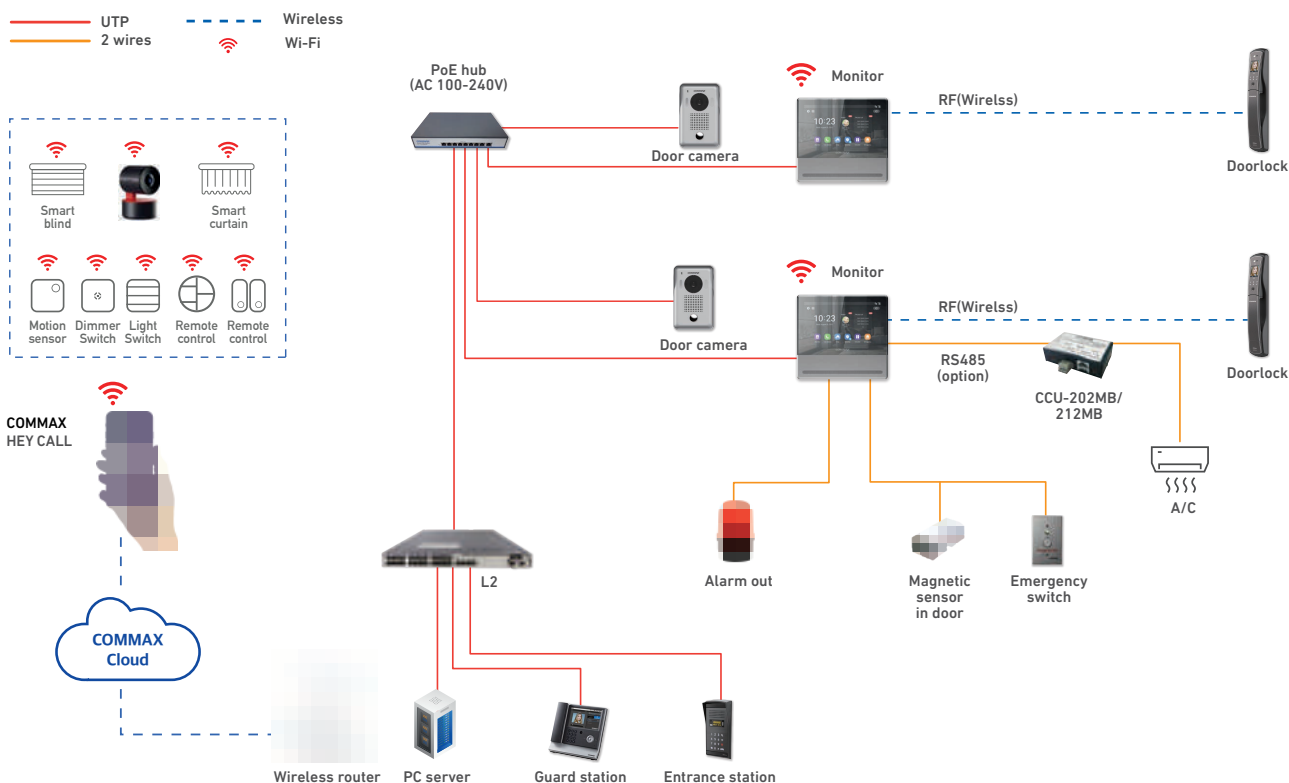 UTP
2 wires
Wireless
Wi-Fi
PoE hub
(AC 100-240V)
Door camera
Monitor
10:23
RF(Wirelss)
Doorlock
Smart
blind
Smart
curtain
Motion
sensor
Dimmer
Switch
Light
Switch
Remote
control
Remote
control
Door camera
Monitor
10:23
RF(Wirelss)
RS485
(option)
CCU-202MB/
212MB
Doorlock
A/C
COMMAX
HEY CALL
Alarm out
Magnetic
sensor
in door
Emergency
switch
L2
COMMAX
Cloud
Wireless router
PC server
Guard station
Entrance station